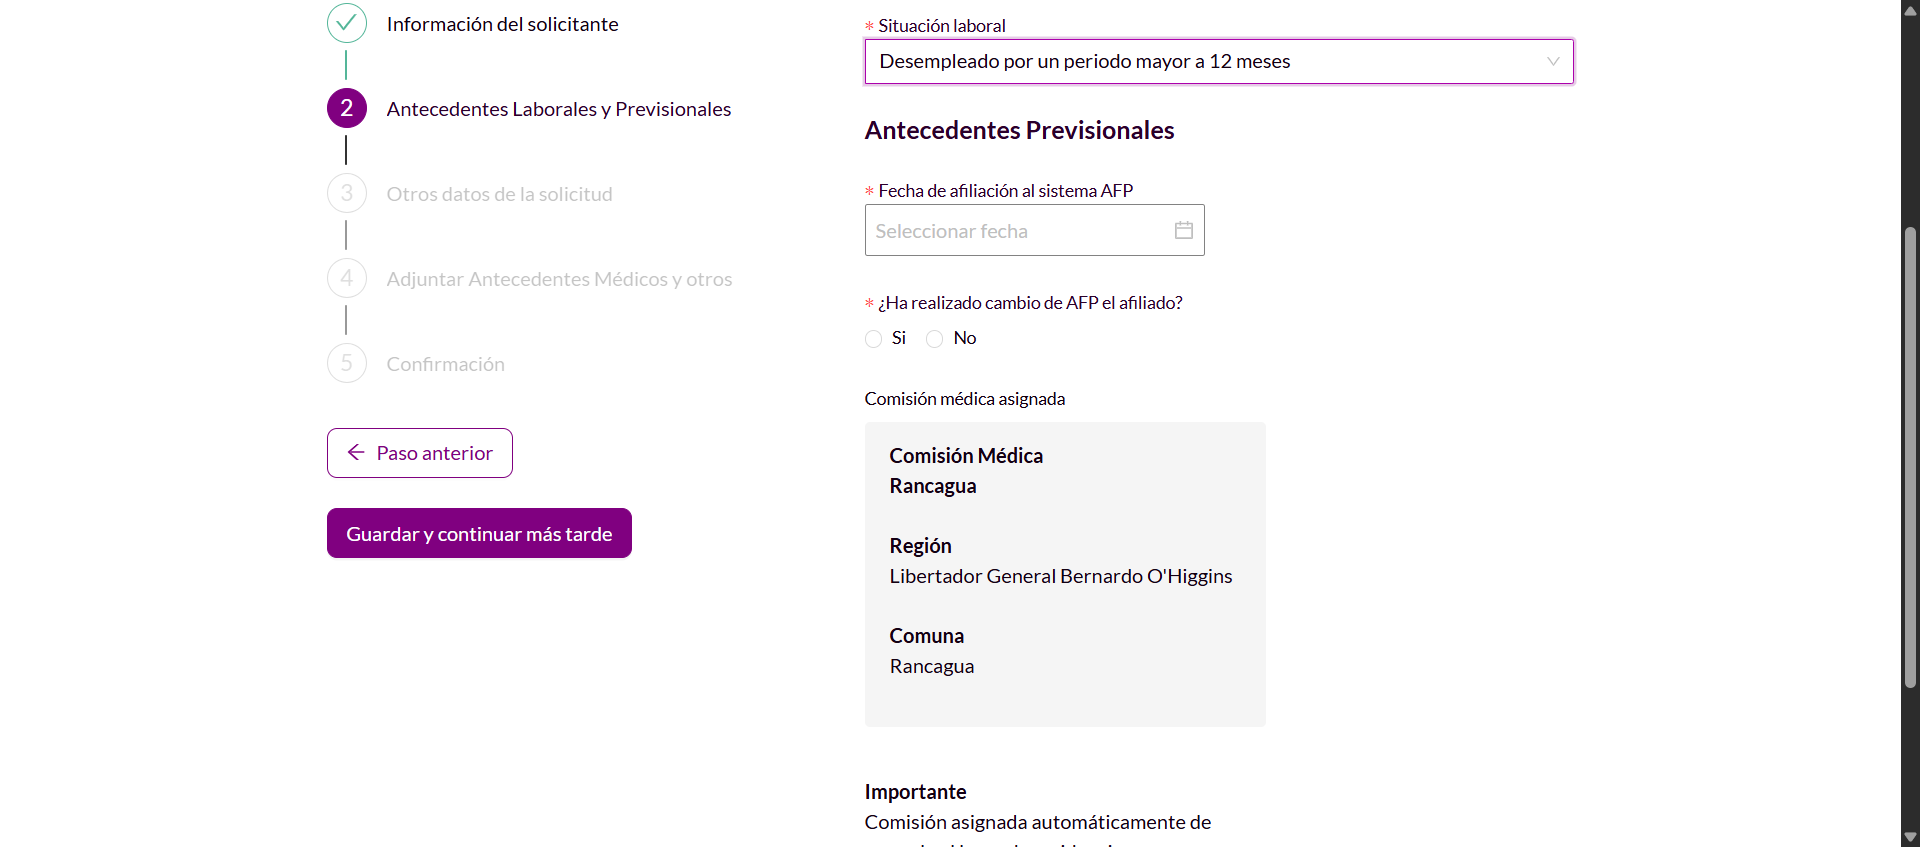 Información del solicitante
2
Antecedentes Laborales y Previsionales
3
Otros datos de la solicitud
4
Adjuntar Antecedentes Médicos y otros
5
Confirmación
Paso anterior
Guardar y continuar más tarde
* Situación laboral
Desempleado por un periodo mayor a 12 meses
Antecedentes Previsionales
* Fecha de afiliación al sistema AFP
Seleccionar fecha
* ¿Ha realizado cambio de AFP el afiliado?
Si No
Comisión médica asignada
Comisión Médica
Rancagua
Región
Libertador General Bernardo O'Higgins
Comuna
Rancagua
Importante
Comisión asignada automáticamente de